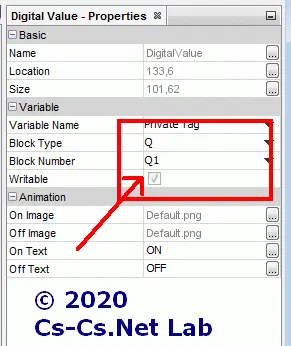 Digital Value - Properties
Basic
Name DigitalValue ...
Location 133,6 ...
Size 101,62 ...
Variable
Variable Name Private Tag
Block Type Q
Block Number Q1
Writable
Animation
On Image Default.png ...
Off Image Default.png ...
On Text ON ...
Off Text OFF ...
© 2020
Cs-Cs.Net Lab